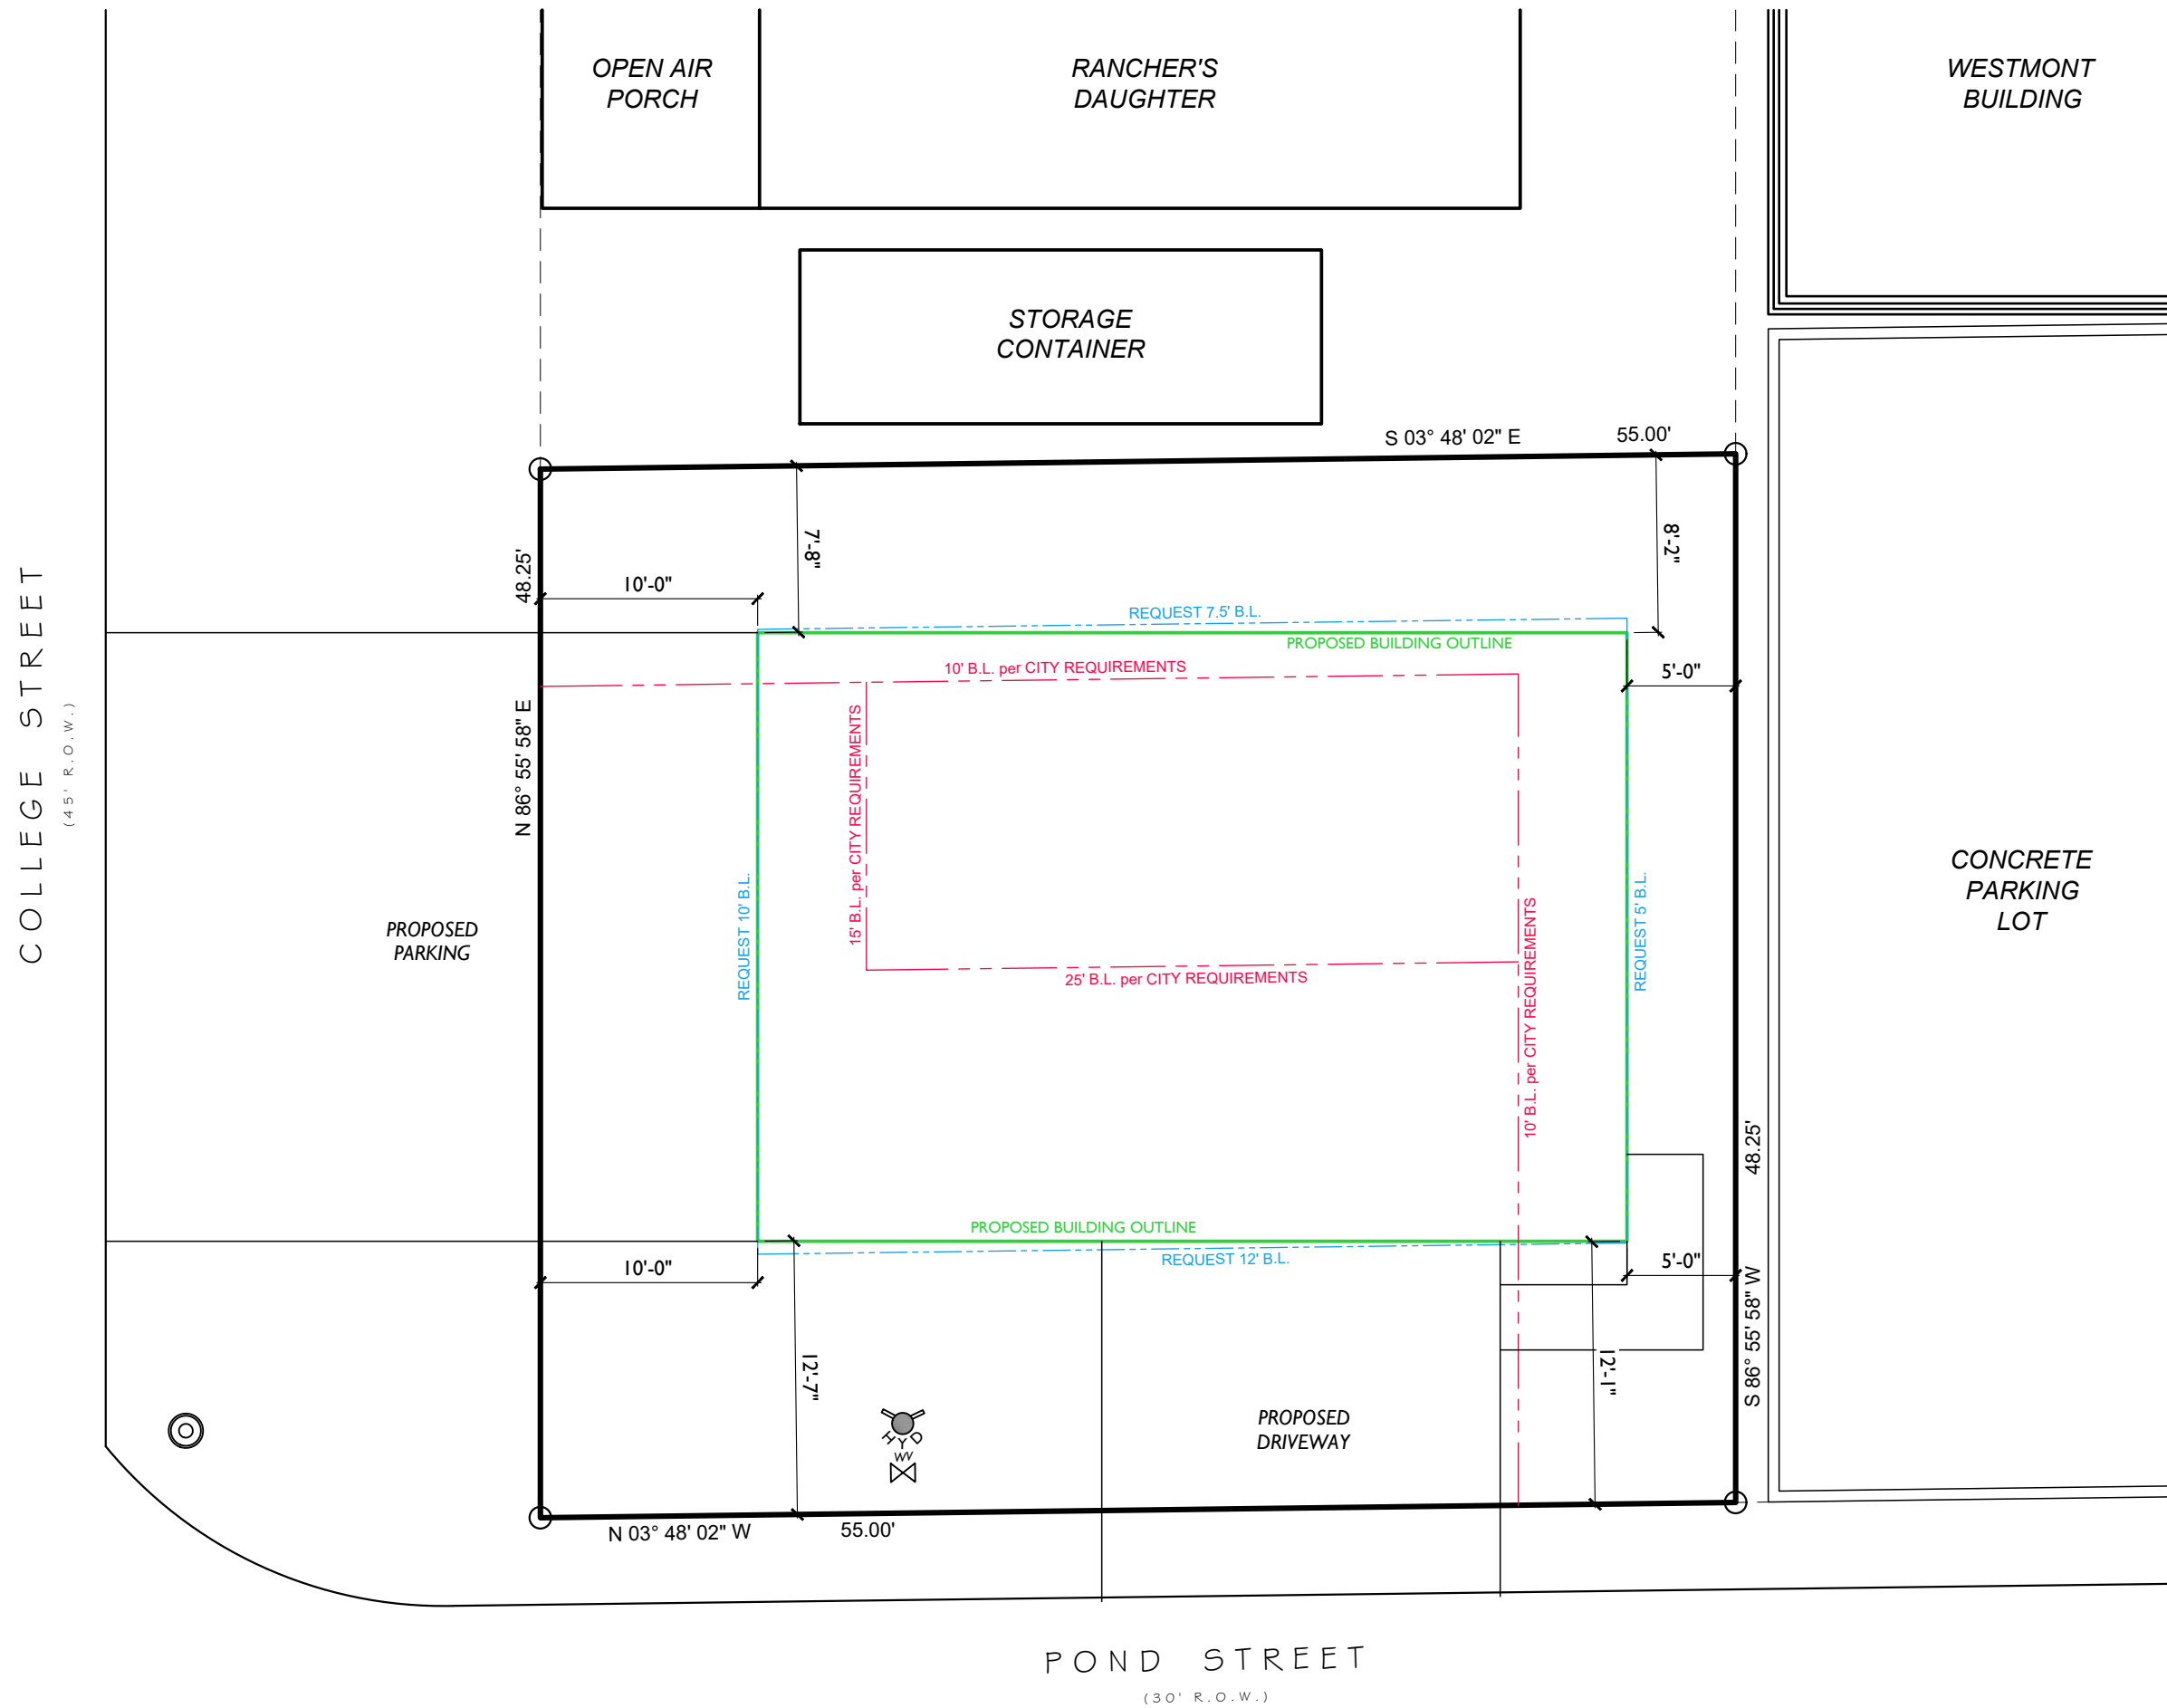 OPEN AIR
PORCH
RANCHER'S
DAUGHTER
WESTMONT
BUILDING
STORAGE
CONTAINER
S 03° 48' 02" E
55.00'
7'-8"
8'-2"
48.25'
10'-0"
REQUEST 7.5' B.L.
PROPOSED BUILDING OUTLINE
10' B.L. per CITY REQUIREMENTS
5'-0"
COLLEGE STREET
(45' R.O.W.)
N 86° 55' 58" E
15' B.L. per CITY REQUIREMENTS
PROPOSED
PARKING
REQUEST 10' B.L.
25' B.L. per CITY REQUIREMENTS
10' B.L. per CITY REQUIREMENTS
REQUEST 5' B.L.
CONCRETE
PARKING
LOT
48.25'
PROPOSED BUILDING OUTLINE
REQUEST 12' B.L.
10'-0"
5'-0"
S 86° 55' 58" W
12'-7"
12'-1"
HYD
WV
PROPOSED
DRIVEWAY
N 03° 48' 02" W
55.00'
POND STREET
(30' R.O.W.)